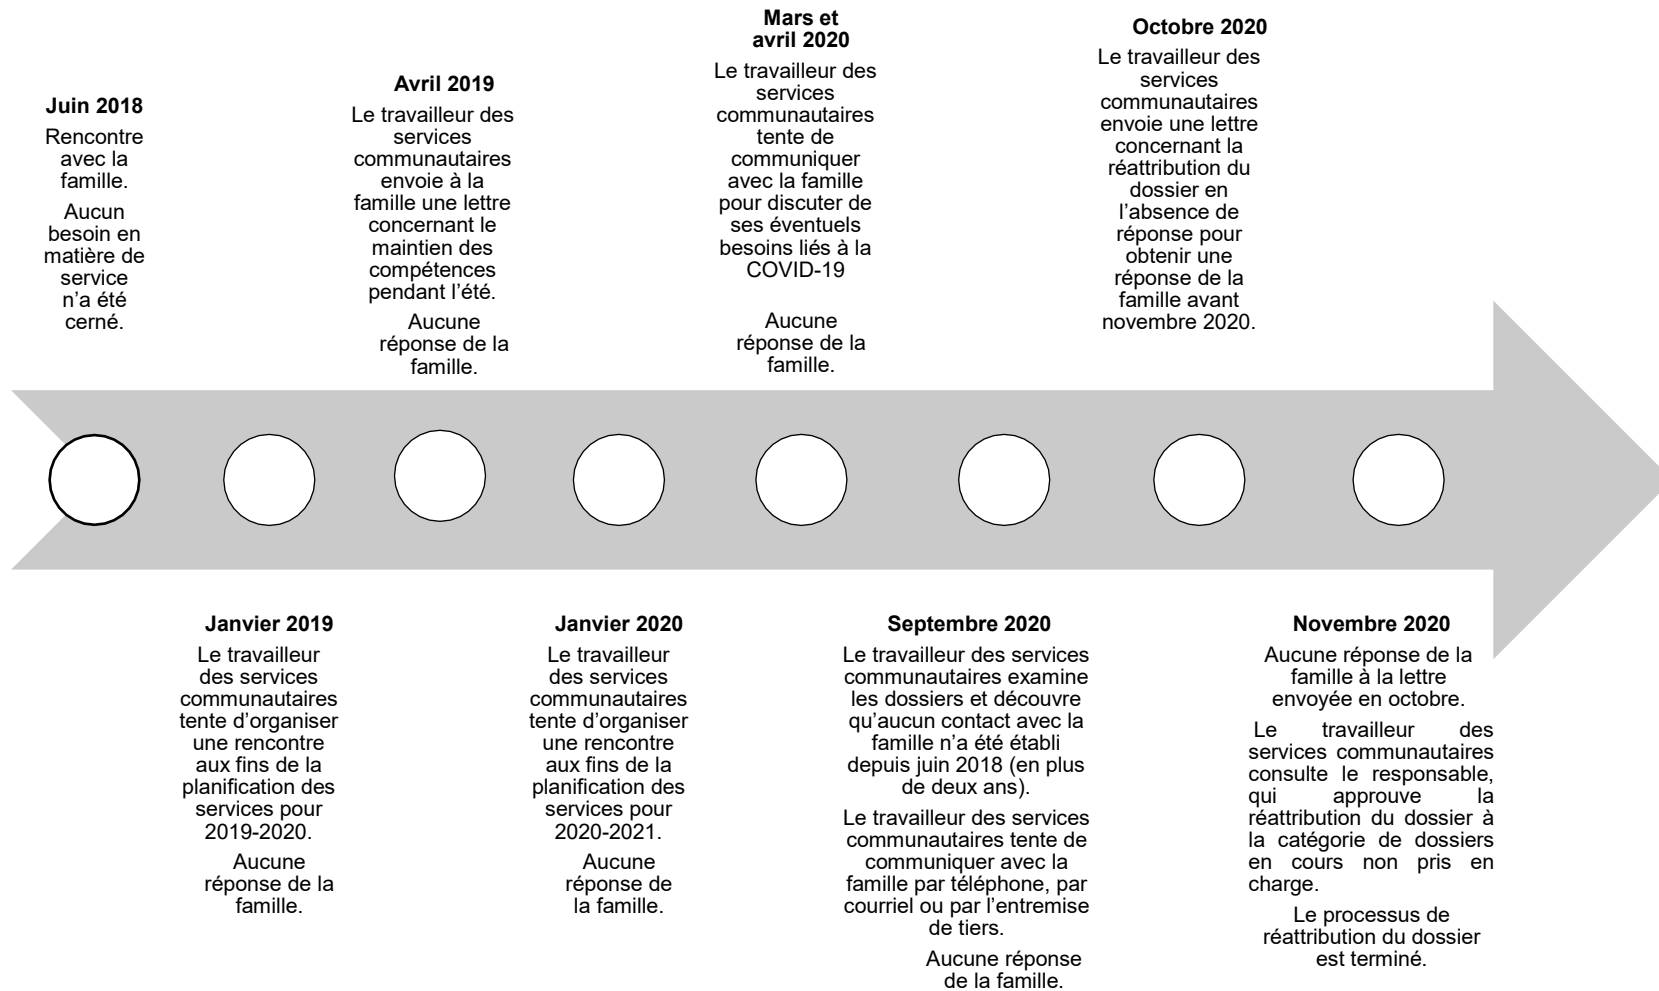 Juin 2018
Rencontre
avec la
famille.
Aucun
besoin en
matière de
service
n’a été
cerné.
Janvier 2019
Le travailleur
des services
communautaires
tente d’organiser
une rencontre
aux fins de la
planification des
services pour
2019-2020.
Aucune
réponse de la
famille.
Avril 2019
Le travailleur des
services
communautaires
envoie à la
famille une lettre
concernant le
maintien des
compétences
pendant l’été.
Aucune
réponse de la
famille.
Janvier 2020
Le travailleur
des services
communautaires
tente d’organiser
une rencontre
aux fins de la
planification des
services pour
2020-2021.
Aucune
réponse de
la famille.
Mars et
avril 2020
Le travailleur des
services
communautaires
tente de
communiquer
avec la famille
pour discuter de
ses éventuels
besoins liés à la
COVID-19
Aucune
réponse de la
famille.
Septembre 2020
Le travailleur des services
communautaires examine
les dossiers et découvre
qu’aucun contact avec la
famille n’a été établi
depuis juin 2018 (en plus
de deux ans).
Le travailleur des services
communautaires tente de
communiquer avec la
famille par téléphone, par
courriel ou par l’entremise
de tiers.
Aucune réponse
de la famille.
Octobre 2020
Le travailleur des
services
communautaires
envoie une lettre
concernant la
réattribution du
dossier en
l’absence de
réponse pour
obtenir une
réponse de la
famille avant
novembre 2020.
Novembre 2020
Aucune réponse de la
famille à la lettre
envoyée en octobre.
Le travailleur des
services communautaires
consulte le responsable,
qui approuve la
réattribution du dossier à
la catégorie de dossiers
en cours non pris en
charge.
Le processus de
réattribution du dossier
est terminé.